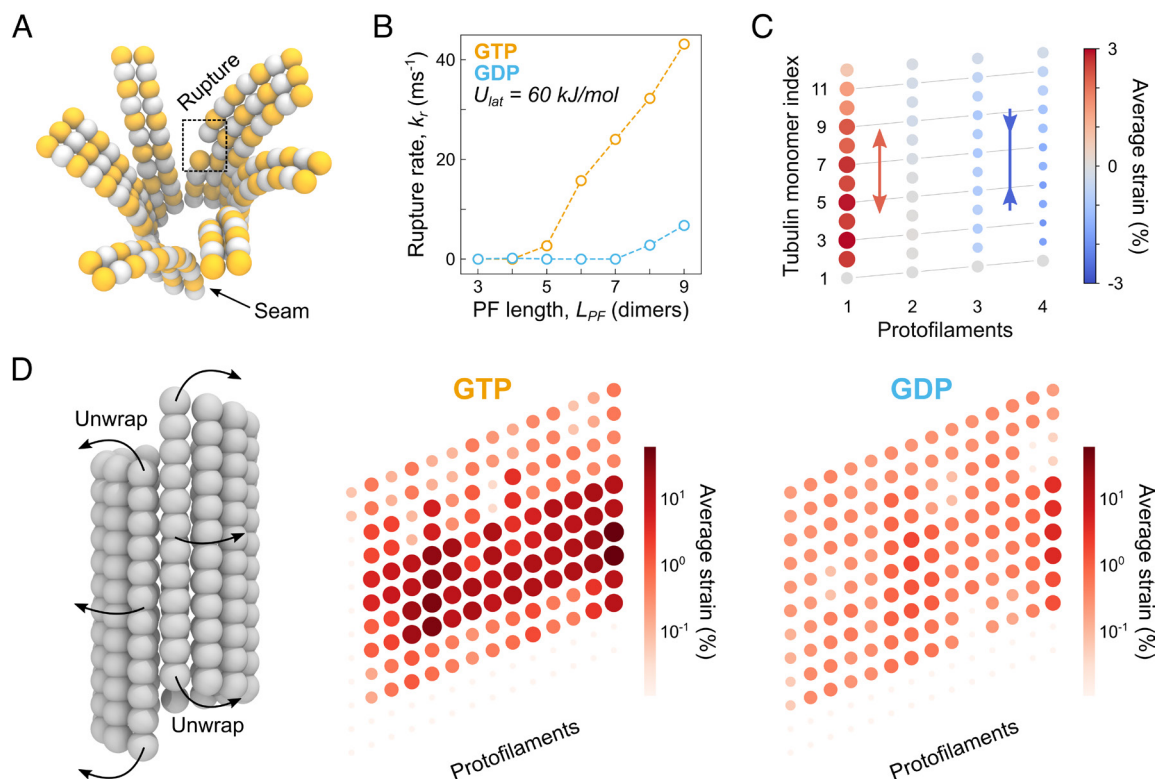 A
Rupture
Seam
B
GTP
GDP
U_lat = 60 kJ/mol
Rupture rate, k_r (ms⁻¹)
40
20
0
3 5 7 9
PF length, L_PF (dimers)
C
Tubulin monomer index
11
9
7
5
3
1
1 2 3 4
Protofilaments
3
0
-3
Average strain (%)
D
Unwrap
Unwrap
GTP
10¹
10⁰
10⁻¹
Average strain (%)
Protofilaments
GDP
10¹
10⁰
10⁻¹
Average strain (%)
Protofilaments